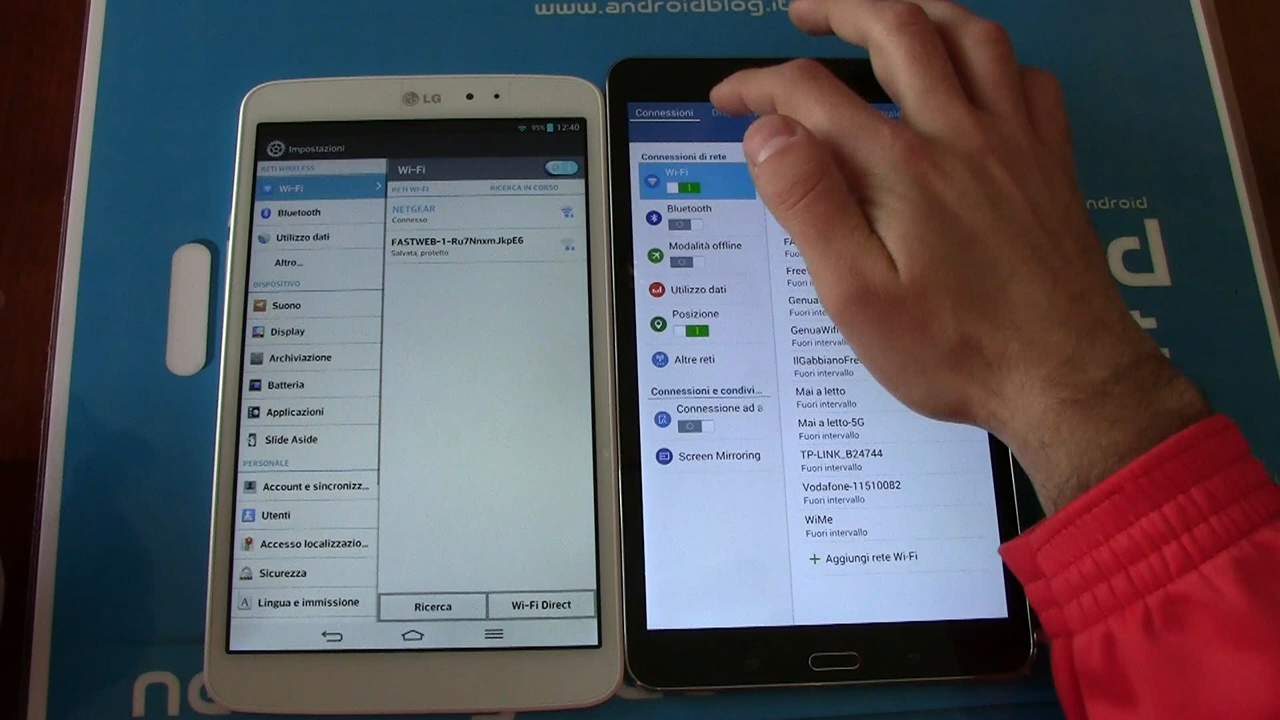 www.androidblog.it
LG
95% 12:40
Impostazioni
RETI WIRELESS
Wi-Fi
Bluetooth
Utilizzo dati
Altro...
DISPOSITIVO
Suono
Display
Archiviazione
Batteria
Applicazioni
Slide Aside
PERSONALE
Account e sincronizz...
Utenti
Accesso localizzazio...
Sicurezza
Lingua e immissione
Wi-Fi
RETI WI-FI
RICERCA IN CORSO
NETGEAR
Connesso
FASTWEB-1-Ru7NnxmJkpE6
Salvata, protetto
Ricerca
Wi-Fi Direct
Connessioni
Connessioni di rete
Wi-Fi
Bluetooth
Modalità offline
Utilizzo dati
Posizione
Altre reti
Connessioni e condivi...
Connessione ad a
Screen Mirroring
GenuaWifi
Fuori intervallo
IlGabbianoFre
Fuori intervallo
Mai a letto
Fuori intervallo
Mai a letto-5G
Fuori intervallo
TP-LINK_B24744
Fuori intervallo
Vodafone-11510082
Fuori intervallo
WiMe
Fuori intervallo
+ Aggiungi rete Wi-Fi
android
d